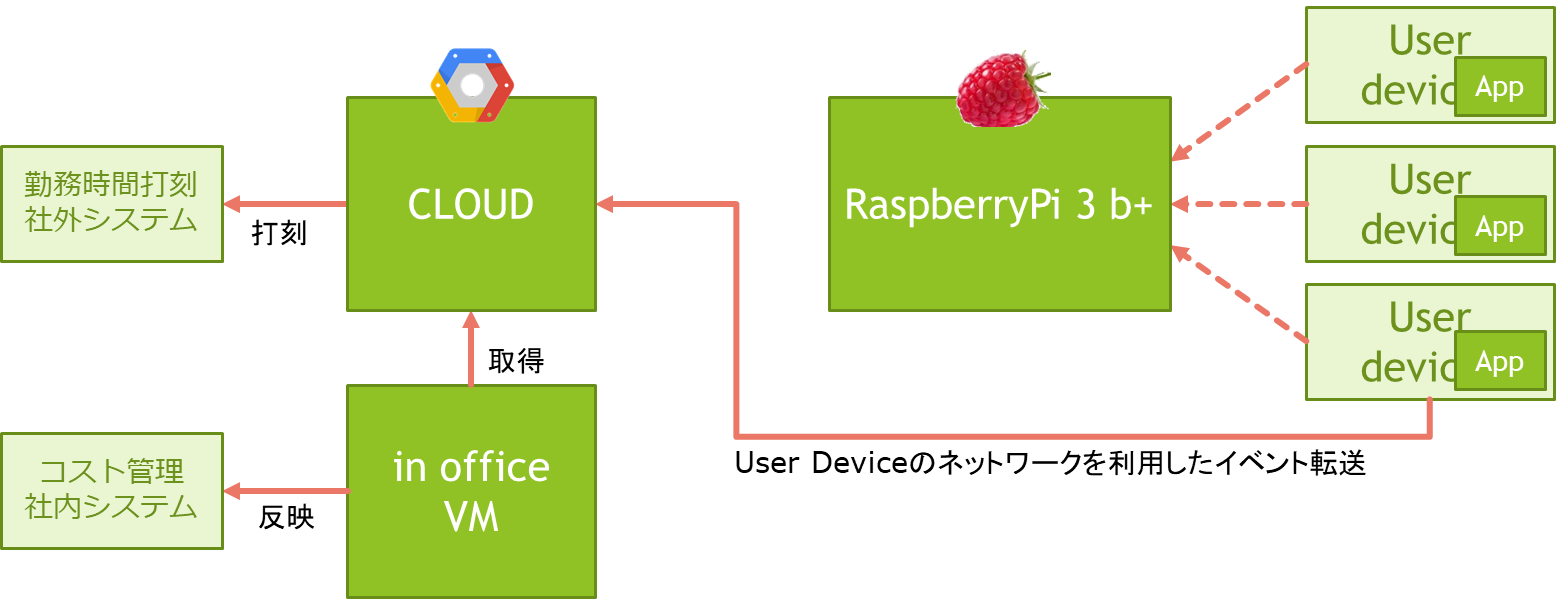 勤務時間打刻
社外システム
打刻
CLOUD
取得
コスト管理
社内システム
反映
in office
VM
RaspberryPi 3 b+
User
devic
App
User
devic
App
User
devic
App
User Deviceのネットワークを利用したイベント転送